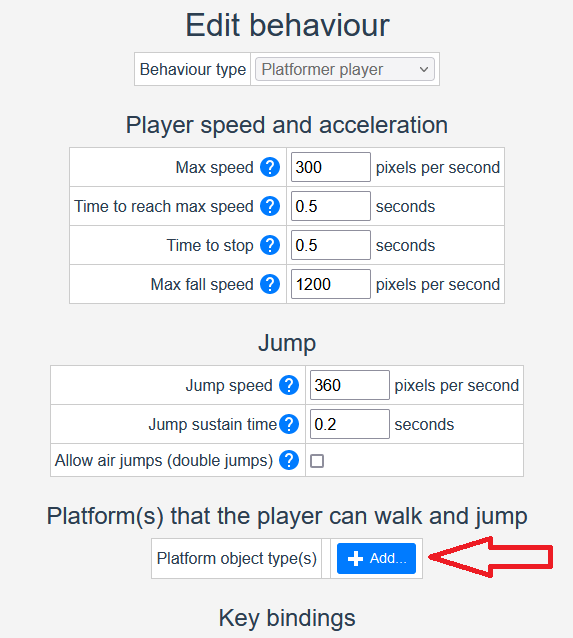 Edit behaviour
Behaviour type Platformer player
Player speed and acceleration
Max speed ? 300 pixels per second
Time to reach max speed ? 0.5 seconds
Time to stop ? 0.5 seconds
Max fall speed ? 1200 pixels per second
Jump
Jump speed ? 360 pixels per second
Jump sustain time ? 0.2 seconds
Allow air jumps (double jumps) ?
Platform(s) that the player can walk and jump
Platform object type(s) + Add...
Key bindings